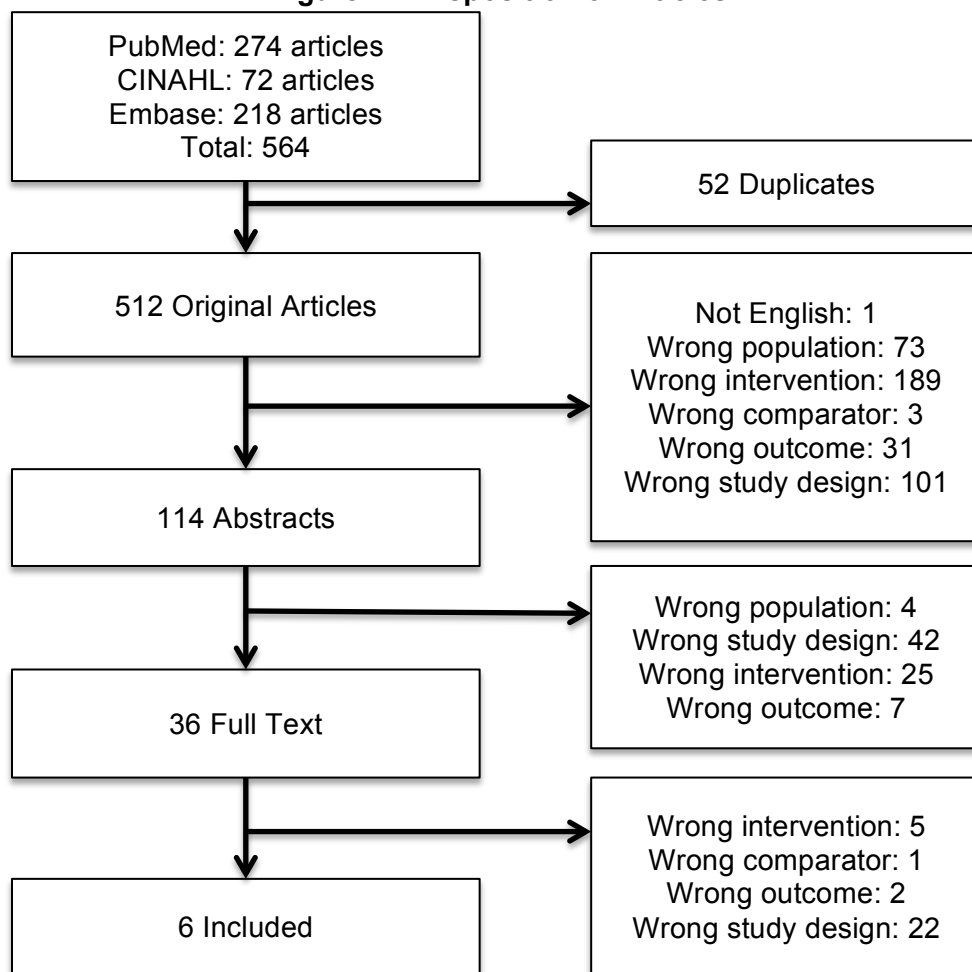 PubMed: 274 articles
CINAHL: 72 articles
Embase: 218 articles
Total: 564
52 Duplicates
512 Original Articles
Not English: 1
Wrong population: 73
Wrong intervention: 189
Wrong comparator: 3
Wrong outcome: 31
Wrong study design: 101
114 Abstracts
Wrong population: 4
Wrong study design: 42
Wrong intervention: 25
Wrong outcome: 7
36 Full Text
Wrong intervention: 5
Wrong comparator: 1
Wrong outcome: 2
Wrong study design: 22
6 Included